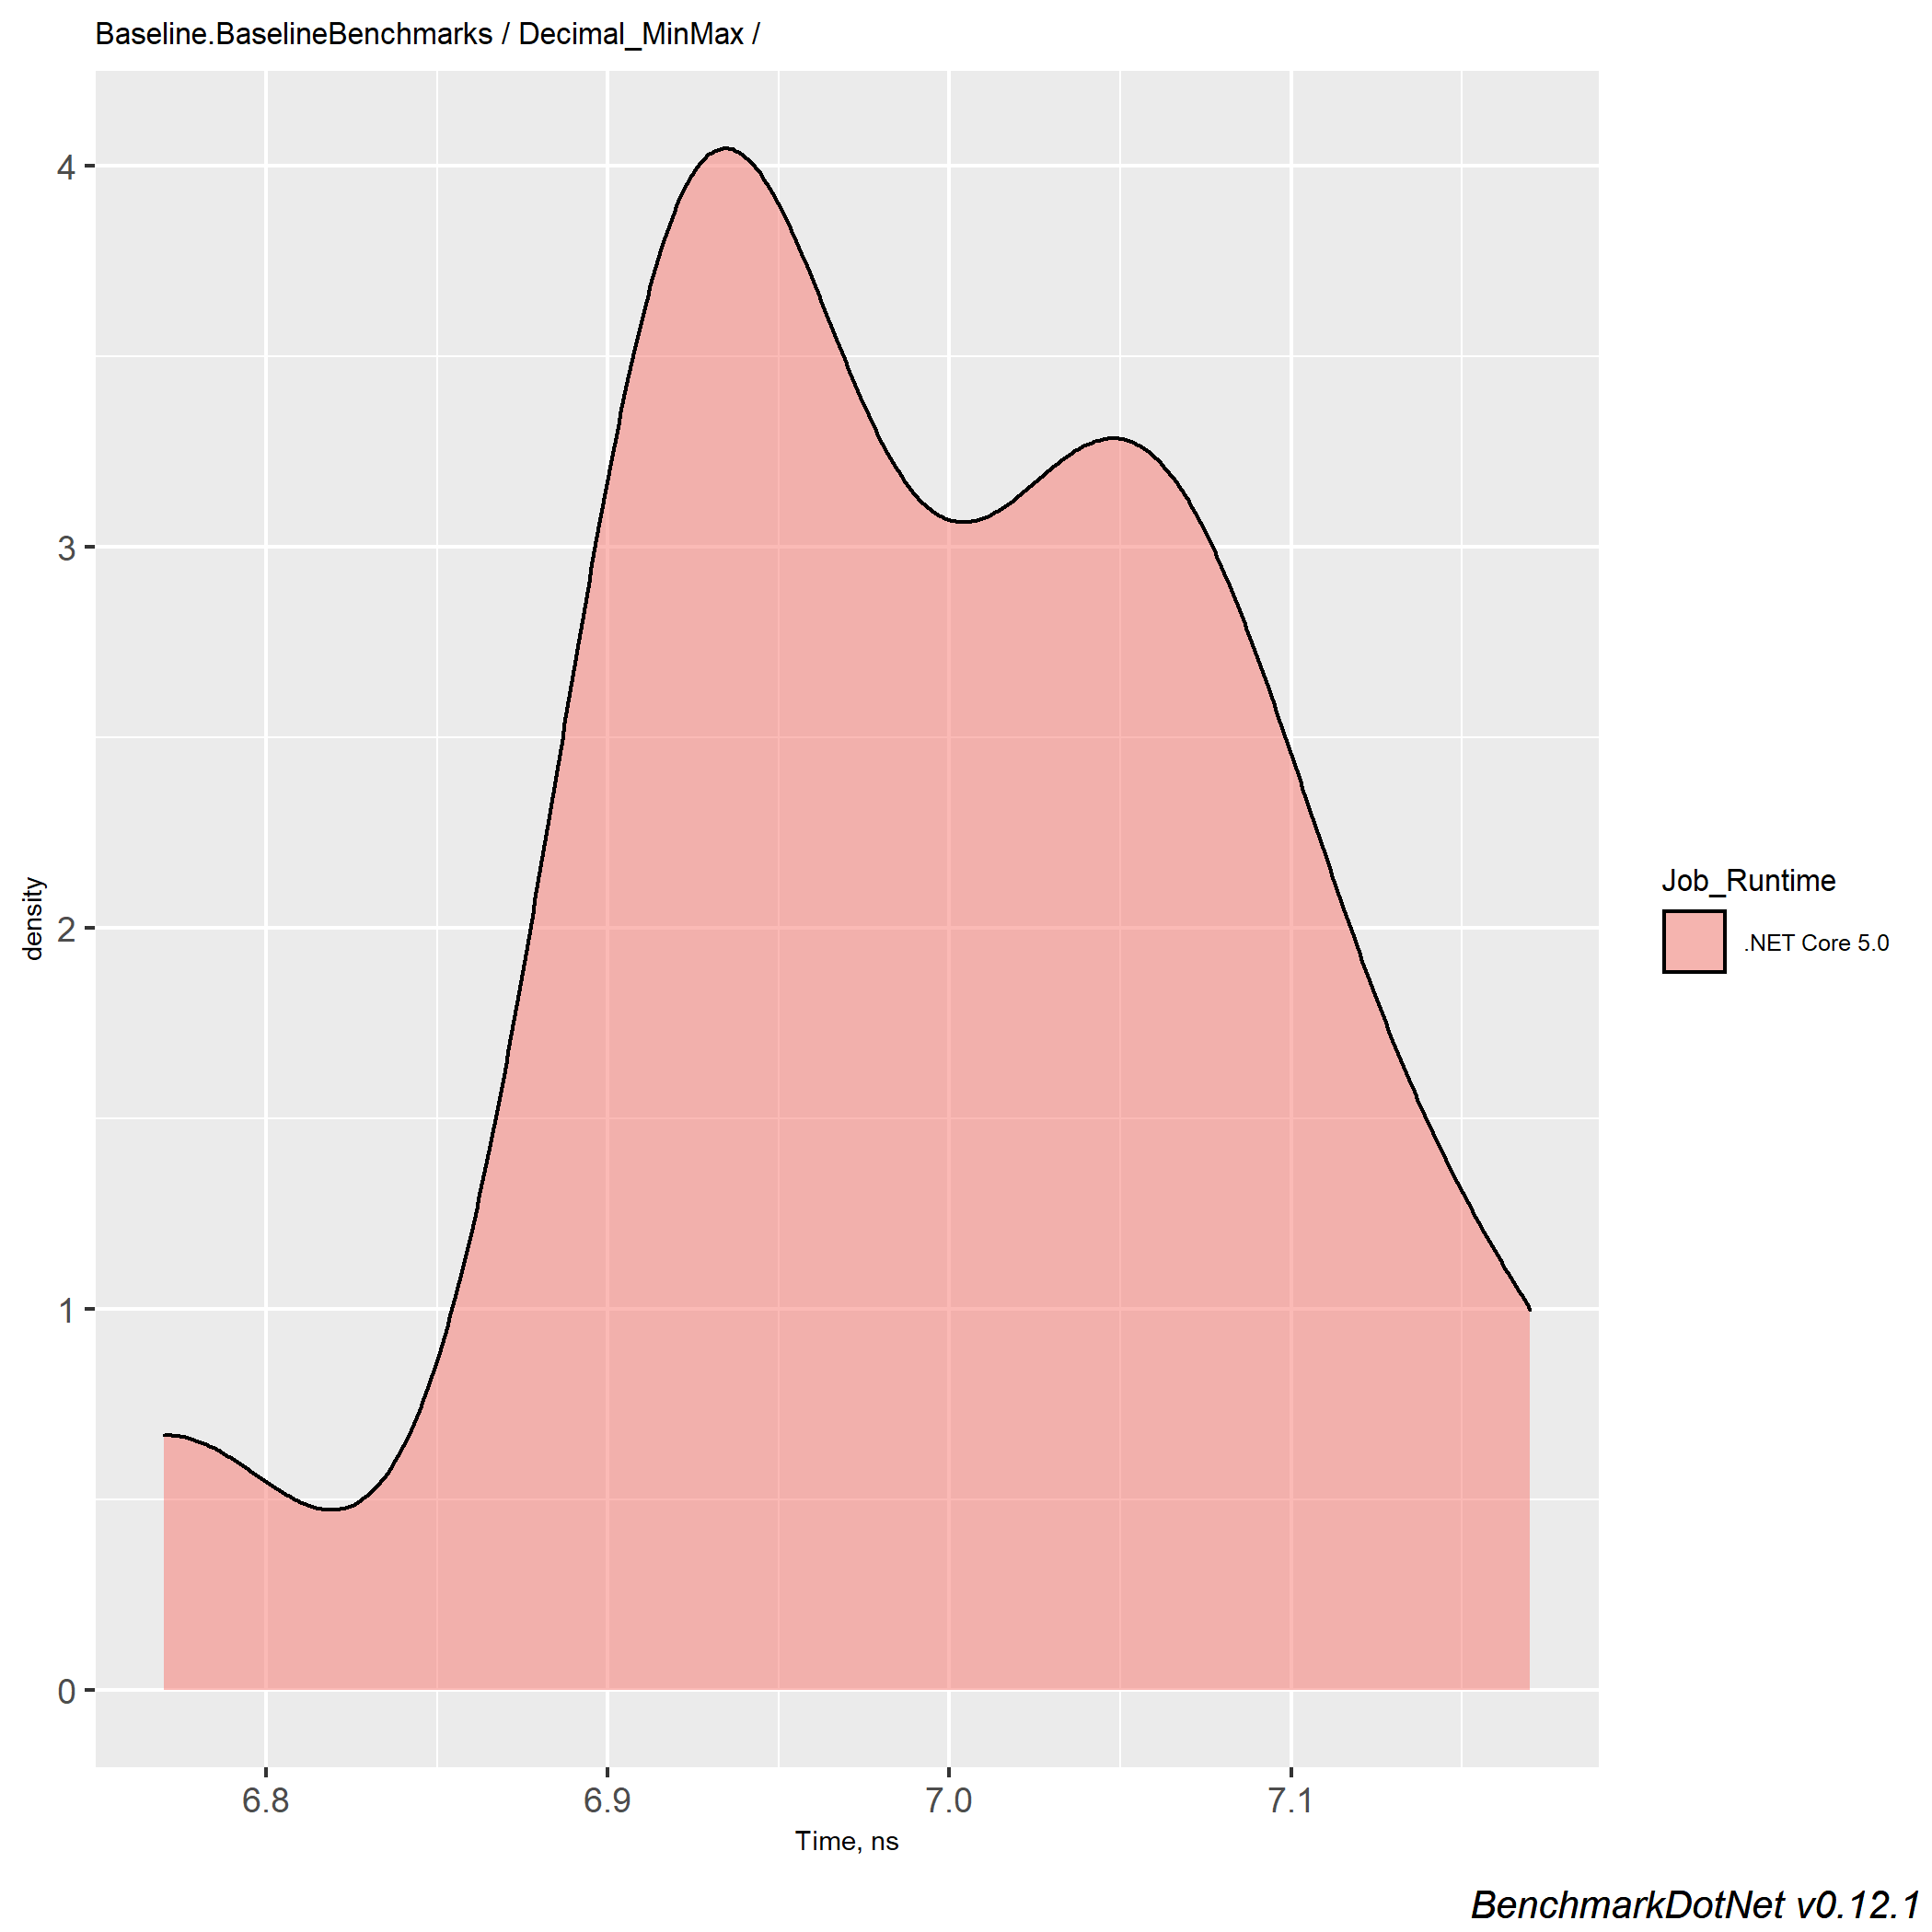 Baseline.BaselineBenchmarks / Decimal_MinMax /
4
3
2
1
0
density
6.8
6.9
7.0
7.1
Time, ns
Job_Runtime
.NET Core 5.0
BenchmarkDotNet v0.12.1